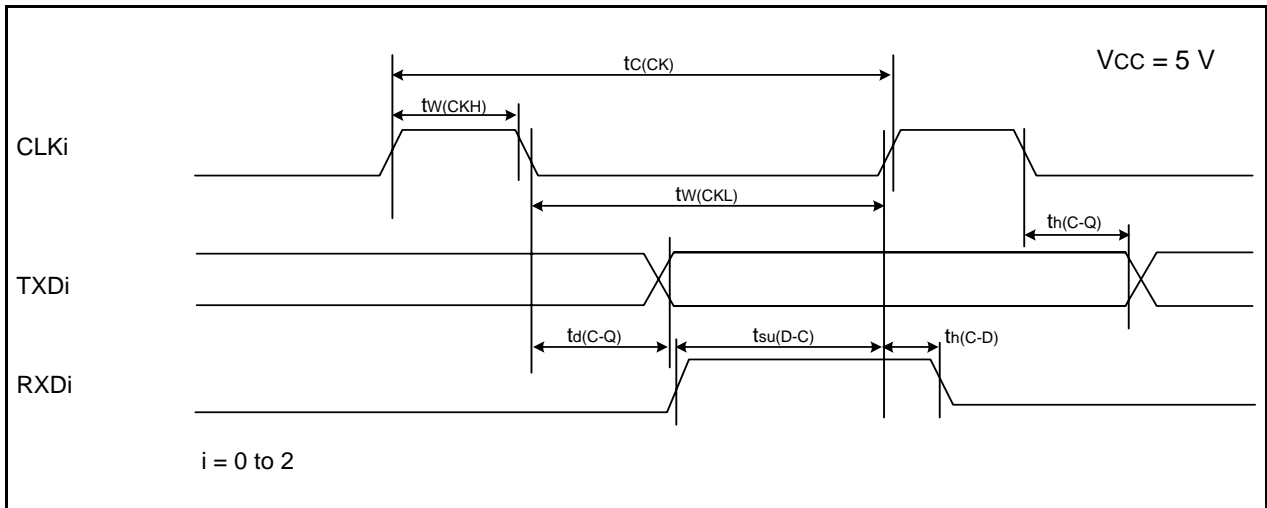 VCC = 5 V
tC(CK)
tW(CKH)
CLKi
tW(CKL)
th(C-Q)
TXDi
td(C-Q)
tsu(D-C)
th(C-D)
RXDi
i = 0 to 2